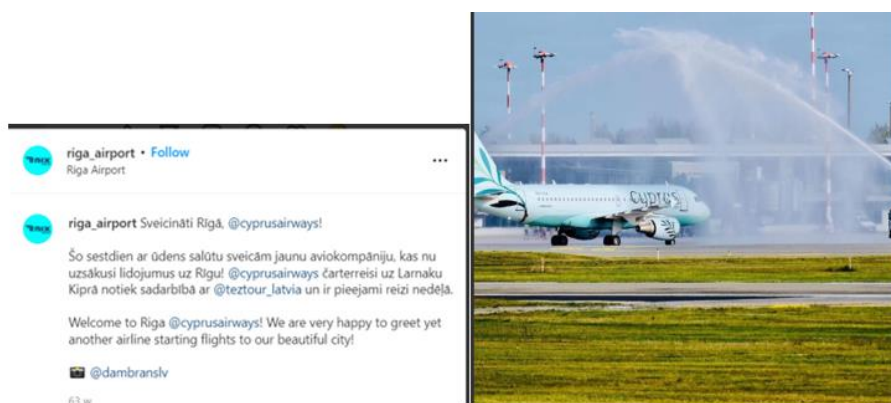 riga_airport • Follow
Riga Airport
riga_airport Sveicināti Rīgā, @cyprusairways!
Šo sestdien ar ūdens salūtu sveicām jaunu aviokompāniju, kas nu
uzsākusi lidojumus uz Rīgu! @cyprusairways čarterreisi uz Larnaku
Kiprā notiek sadarbībā ar @teztour_latvia un ir pieejami reizi nedēļā.
Welcome to Riga @cyprusairways! We are very happy to greet yet
another airline starting flights to our beautiful city!
@dambranslv
63 w
cyprus